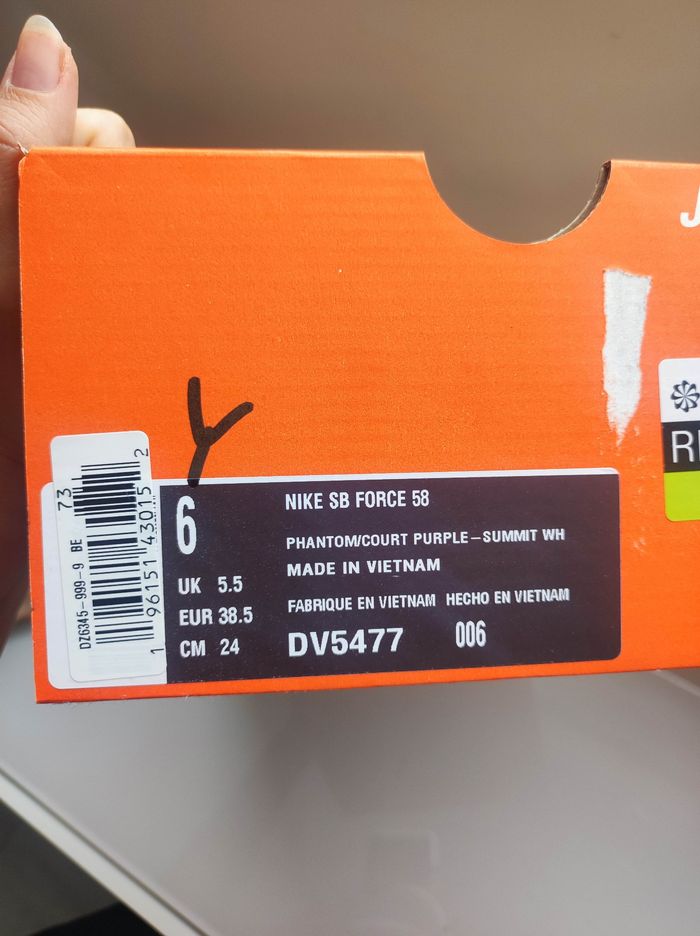 J
RE
Y
6
UK 5.5
EUR 38.5
CM 24
NIKE SB FORCE 58
PHANTOM/COURT PURPLE-SUMMIT WH
MADE IN VIETNAM
FABRIQUE EN VIETNAM HECHO EN VIETNAM
DV5477 006
DZ6345-999-9 BE 73
1 96151 43015 2